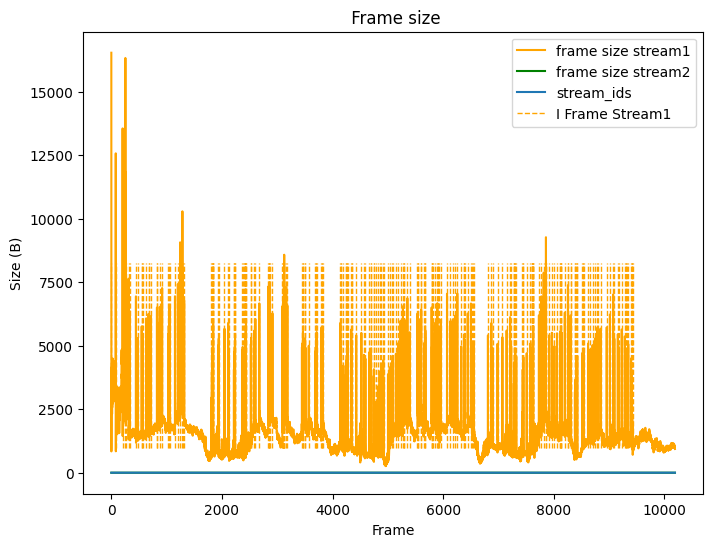 Frame size
frame size stream1
frame size stream2
stream_ids
I Frame Stream1
Size (B)
15000
12500
10000
7500
5000
2500
0
0 2000 4000 6000 8000 10000
Frame